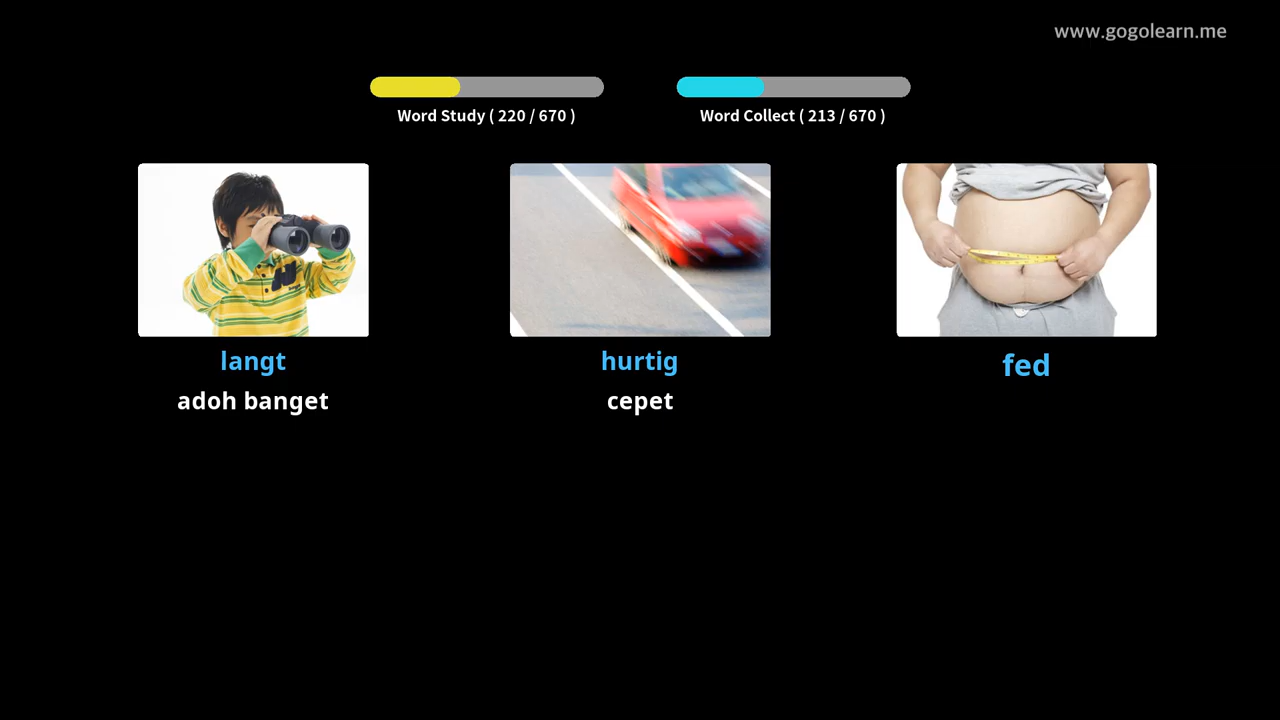 www.gogolearn.me
Word Study ( 220 / 670 )
Word Collect ( 213 / 670 )
langt
hurtig
fed
adoh banget
cepet